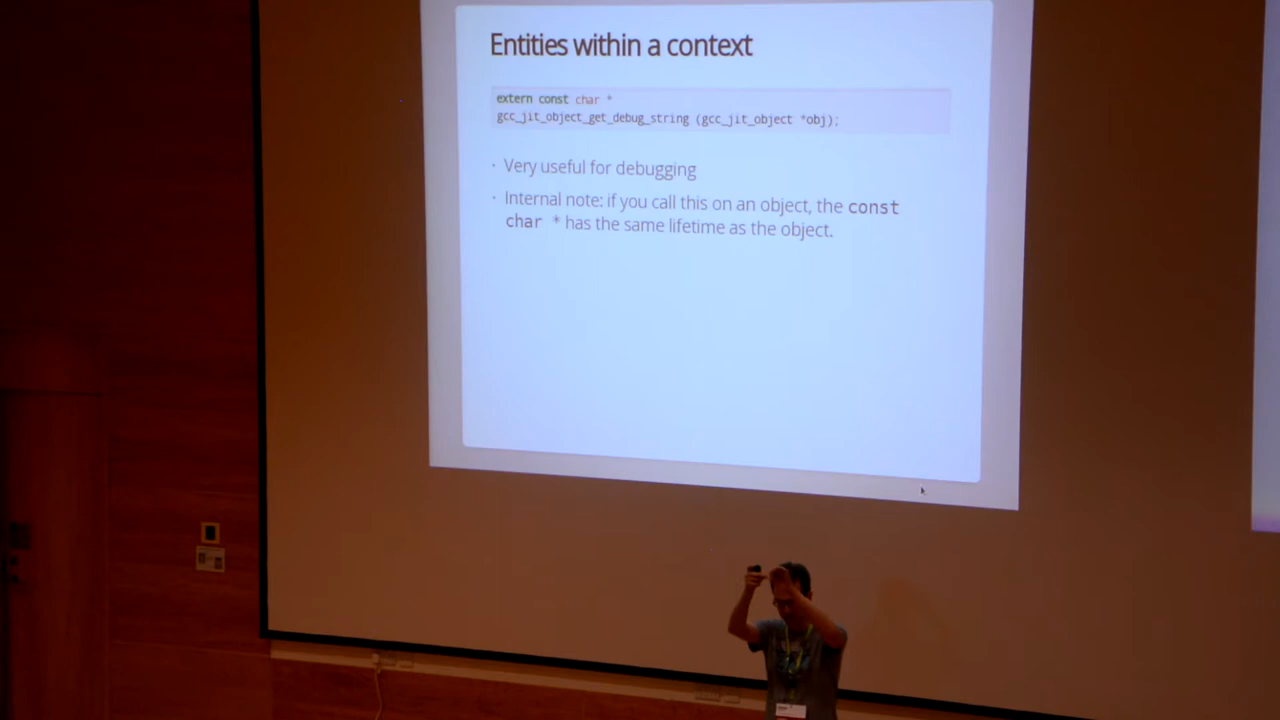 Entities within a context
extern const char *
gcc_jit_object_get_debug_string (gcc_jit_object *obj);
· Very useful for debugging
· Internal note: if you call this on an object, the const
char * has the same lifetime as the object.